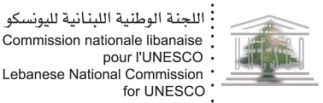 اللجنة الوطنية اللبنانية لليونسكو
Commission nationale libanaise
pour l'UNESCO
Lebanese National Commission
for UNESCO